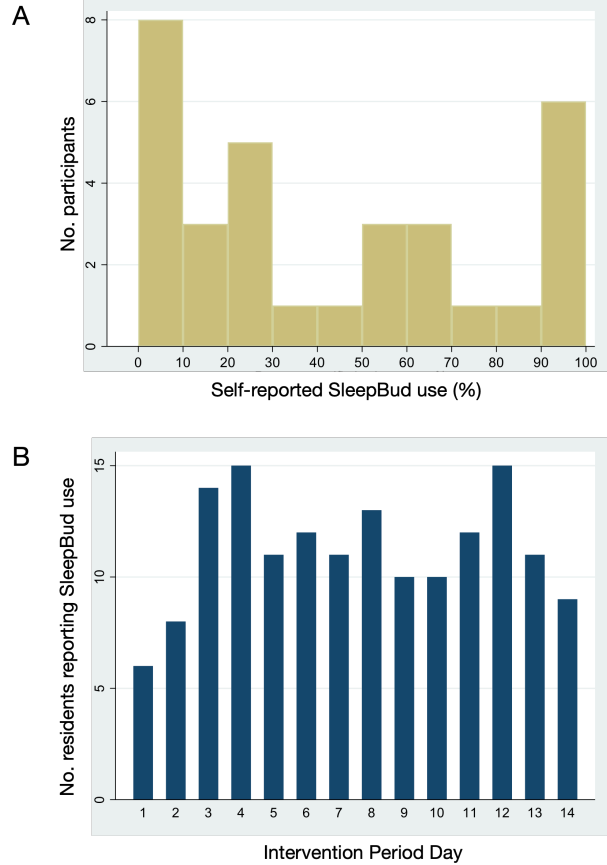 A
8
6
4
2
0
No. participants
0 10 20 30 40 50 60 70 80 90 100
Self-reported SleepBud use (%)
B
15
10
5
0
No. residents reporting SleepBud use
1 2 3 4 5 6 7 8 9 10 11 12 13 14
Intervention Period Day